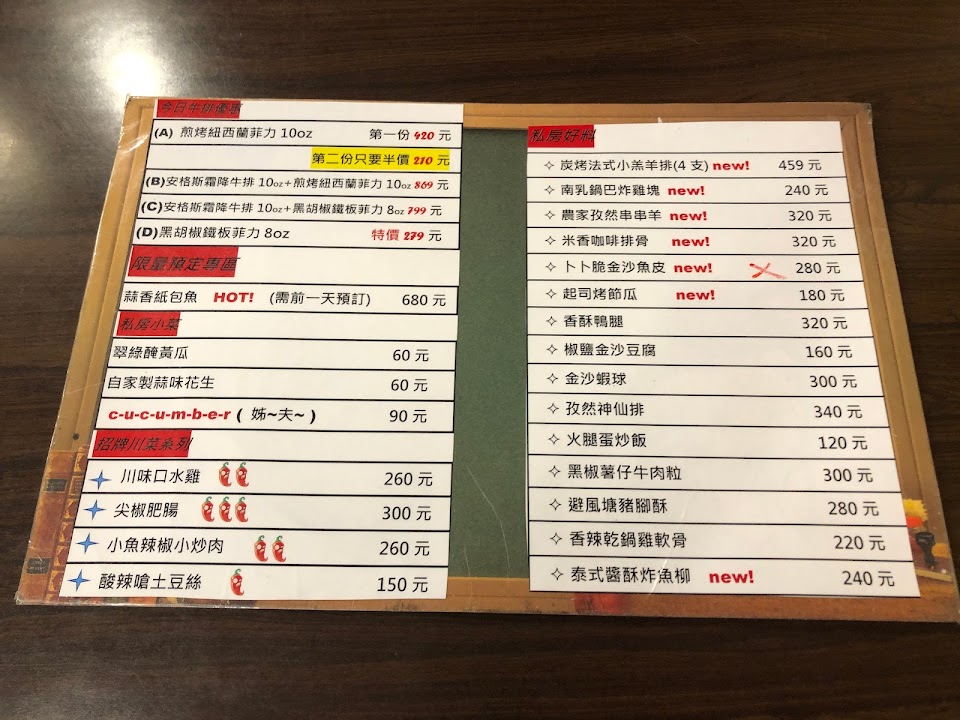 今日牛排優惠
(A) 煎烤紐西蘭菲力 10oz 第一份 420 元
第二份只要半價 210 元
(B)安格斯霜降牛排 10oz+煎烤紐西蘭菲力 10oz 869 元
(C)安格斯霜降牛排 10oz+黑胡椒鐵板菲力 8oz 799 元
(D)黑胡椒鐵板菲力 8oz 特價 279 元
限量預定專區
蒜香紙包魚 HOT! (需前一天預訂) 680 元
私房小菜
翠綠醃黃瓜 60 元
自家製蒜味花生 60 元
c-u-c-u-m-b-e-r ( 姊~夫~ ) 90 元
招牌川菜系列
川味口水雞 260 元
尖椒肥腸 300 元
小魚辣椒小炒肉 260 元
酸辣嗆土豆絲 150 元
私房好料
✧ 炭烤法式小羔羊排(4 支) new! 459 元
✧ 南乳鍋巴炸雞塊 new! 240 元
✧ 農家孜然串串羊 new! 320 元
✧ 米香咖啡排骨 new! 320 元
✧ 卜卜脆金沙魚皮 new! 280 元
✧ 起司烤節瓜 new! 180 元
✧ 香酥鴨腿 320 元
✧ 椒鹽金沙豆腐 160 元
✧ 金沙蝦球 300 元
✧ 孜然神仙排 340 元
✧ 火腿蛋炒飯 120 元
✧ 黑椒薯仔牛肉粒 300 元
✧ 避風塘豬腳酥 280 元
✧ 香辣乾鍋雞軟骨 220 元
✧ 泰式醬酥炸魚柳 new! 240 元